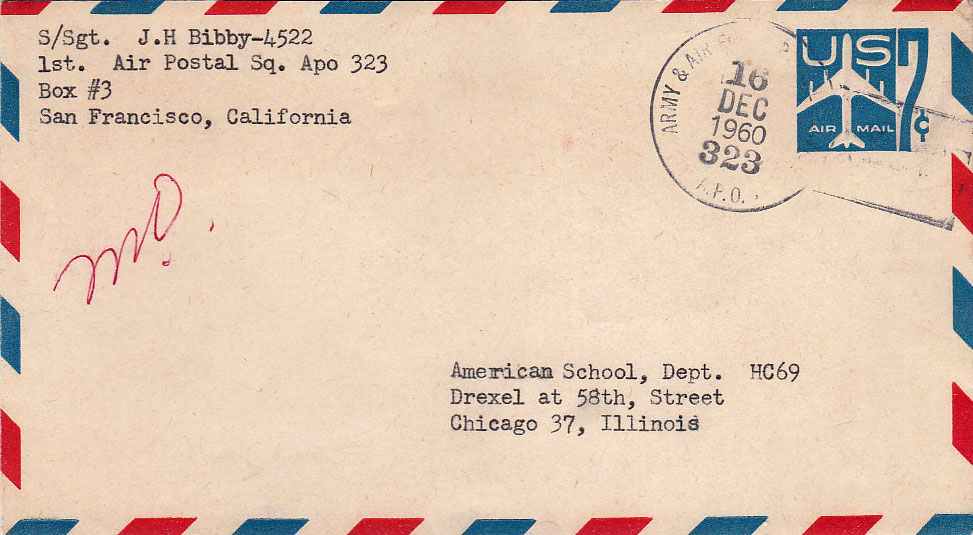 S/Sgt. J.H Bibby-4522
1st. Air Postal Sq. Apo 323
Box #3
San Francisco, California
ARMY & AIR
16
DEC
1960
323
A.P.O.
US
7¢
AIR MAIL
American School, Dept. HC69
Drexel at 58th, Street
Chicago 37, Illinois